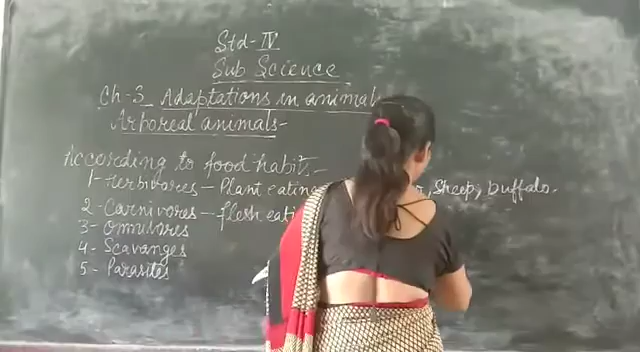 Std- IV
Sub Science
Ch-3 Adaptations in animal
Arboreal animals-
According to food habit.-
1- Herbivores - Plant eating , Sheep, buffalo.
2- Carnivores - flesh eati
3- Omnivores
4- Scavanges
5- Parasites